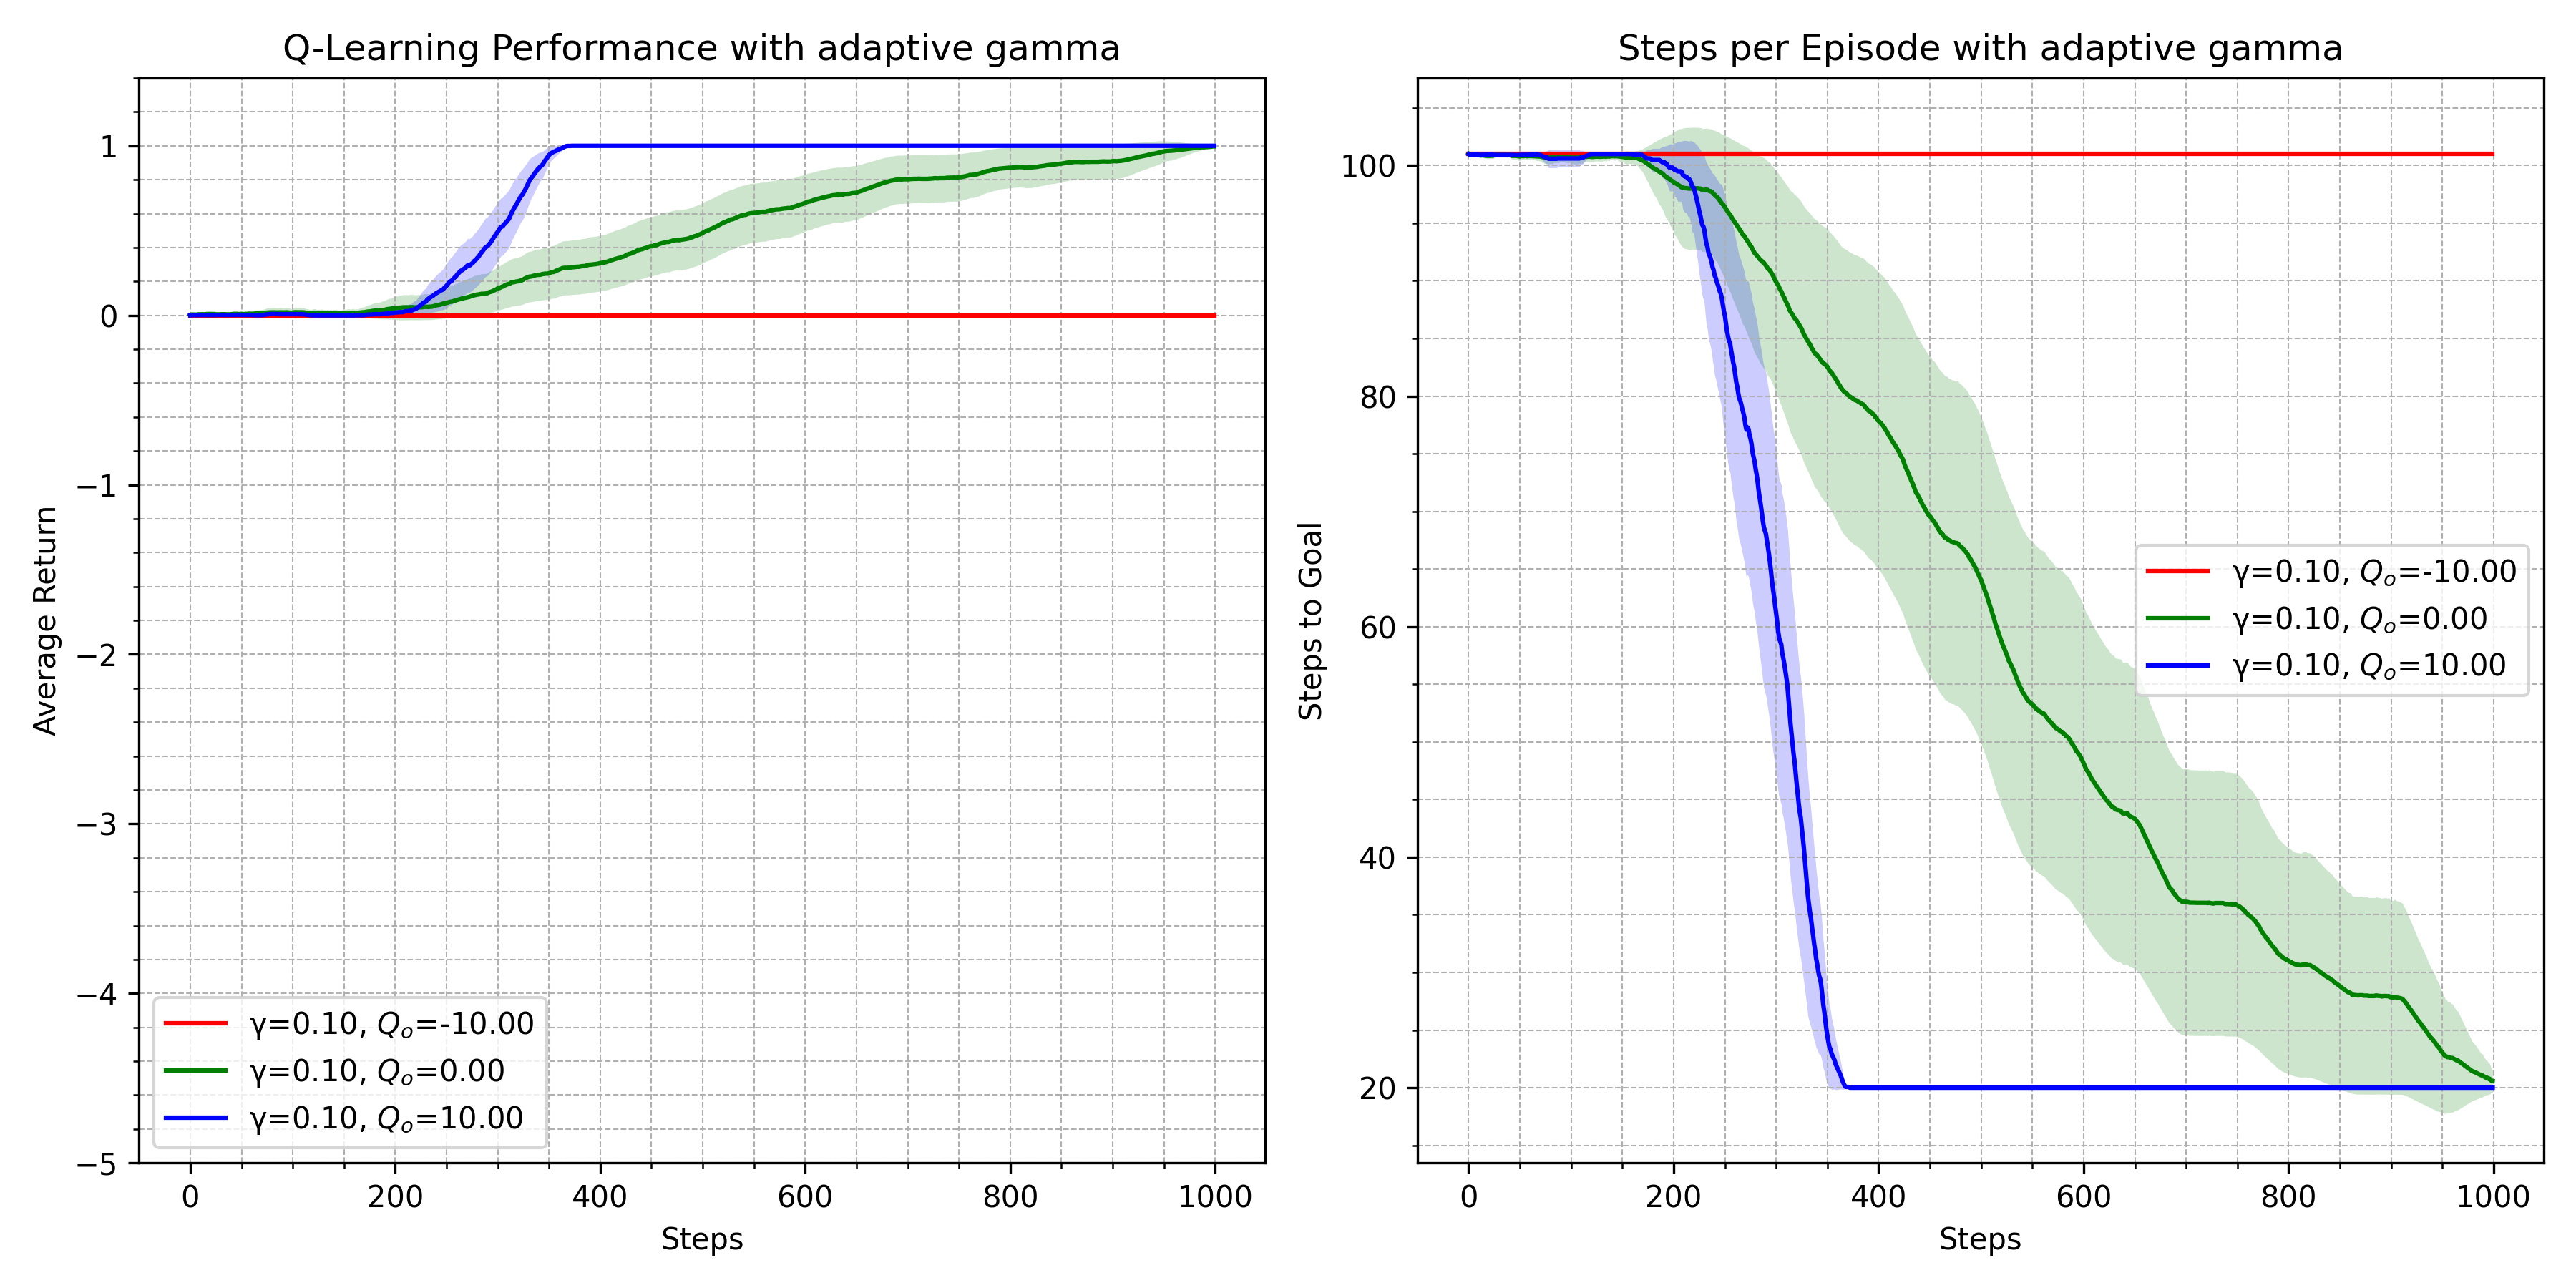 Q-Learning Performance with adaptive gamma
Average Return
1
0
−1
−2
−3
−4
−5
γ=0.10, Qₒ=-10.00
γ=0.10, Qₒ=0.00
γ=0.10, Qₒ=10.00
0 200 400 600 800 1000
Steps
Steps per Episode with adaptive gamma
Steps to Goal
100
80
60
40
20
γ=0.10, Qₒ=-10.00
γ=0.10, Qₒ=0.00
γ=0.10, Qₒ=10.00
0 200 400 600 800 1000
Steps